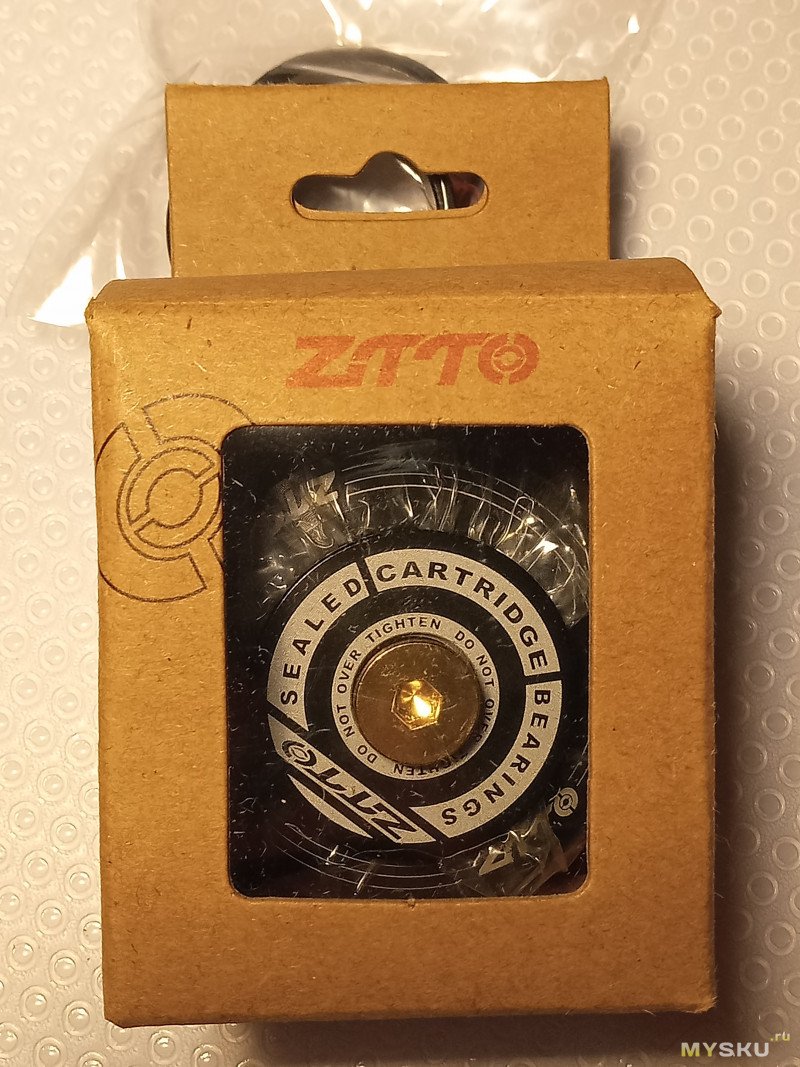 ZTTO
SEALED CARTRIDGE BEARINGS
DO NOT OVER TIGHTEN DO NOT OVER TIGHTEN
ZTTO
MYSKU.ru